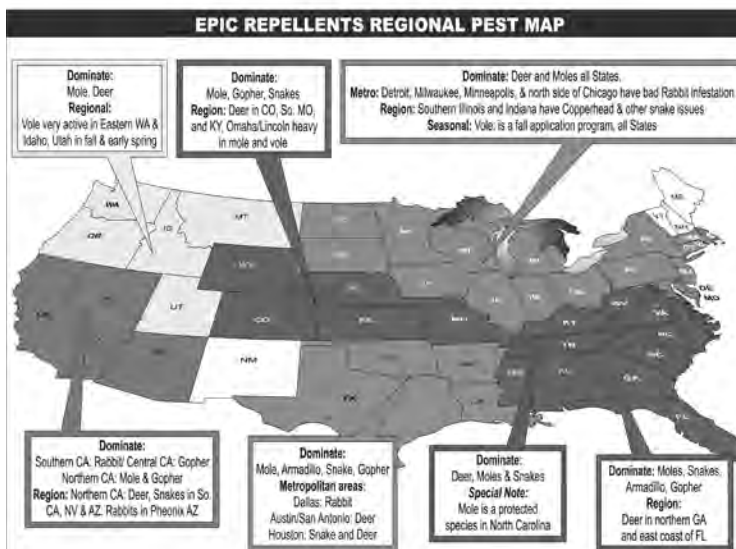 EPIC REPELLENTS REGIONAL PEST MAP
Dominate:
Mole, Deer
Regional:
Vole very active in Eastern WA &
Idaho, Utah in fall & early spring
Dominate:
Mole, Gopher, Snakes
Region: Deer in CO, So. MO,
and KY, Omaha/Lincoln heavy
in mole and vole
Dominate: Deer and Moles all States.
Metro: Detroit, Milwaukee, Minneapolis, & north side of Chicago have bad Rabbit infestation
Region: Southern Illinois and Indiana have Copperhead & other snake issues
Seasonal: Vole: is a fall application program, all States
WA
OR
ID
MT
WY
UT
CO
NM
TX
KY
TN
VA
NC
GA
FL
ME
VT
NH
DE
MD
Dominate:
Southern CA: Rabbit/ Central CA: Gopher
Northern CA: Mole & Gopher
Region: Northern CA: Deer, Snakes in So.
CA, NV & AZ. Rabbits in Pheonix AZ
Dominate:
Mole, Armadillo, Snake, Gopher
Metropolitan areas:
Dallas: Rabbit
Austin/San Antonio: Deer
Houston: Snake and Deer
Dominate:
Deer, Moles & Snakes
Special Note:
Mole is a protected
species in North Carolina
Dominate: Moles, Snakes,
Armadillo, Gopher
Region:
Deer in northern GA
and east coast of FL